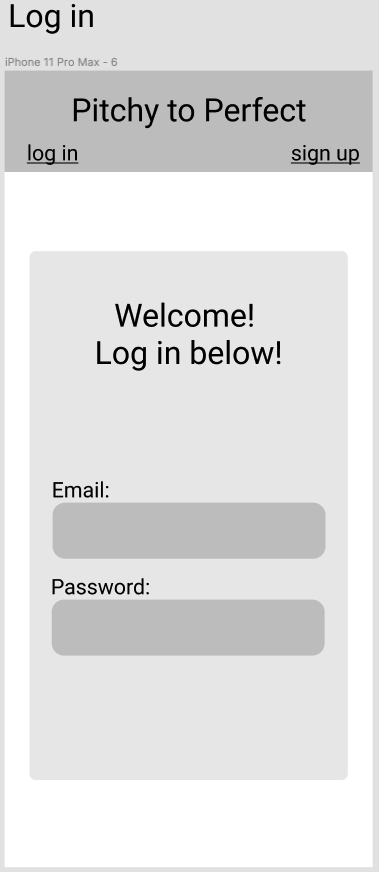 Log in
iPhone 11 Pro Max - 6
Pitchy to Perfect
log in sign up
Welcome!
Log in below!
Email:
Password: